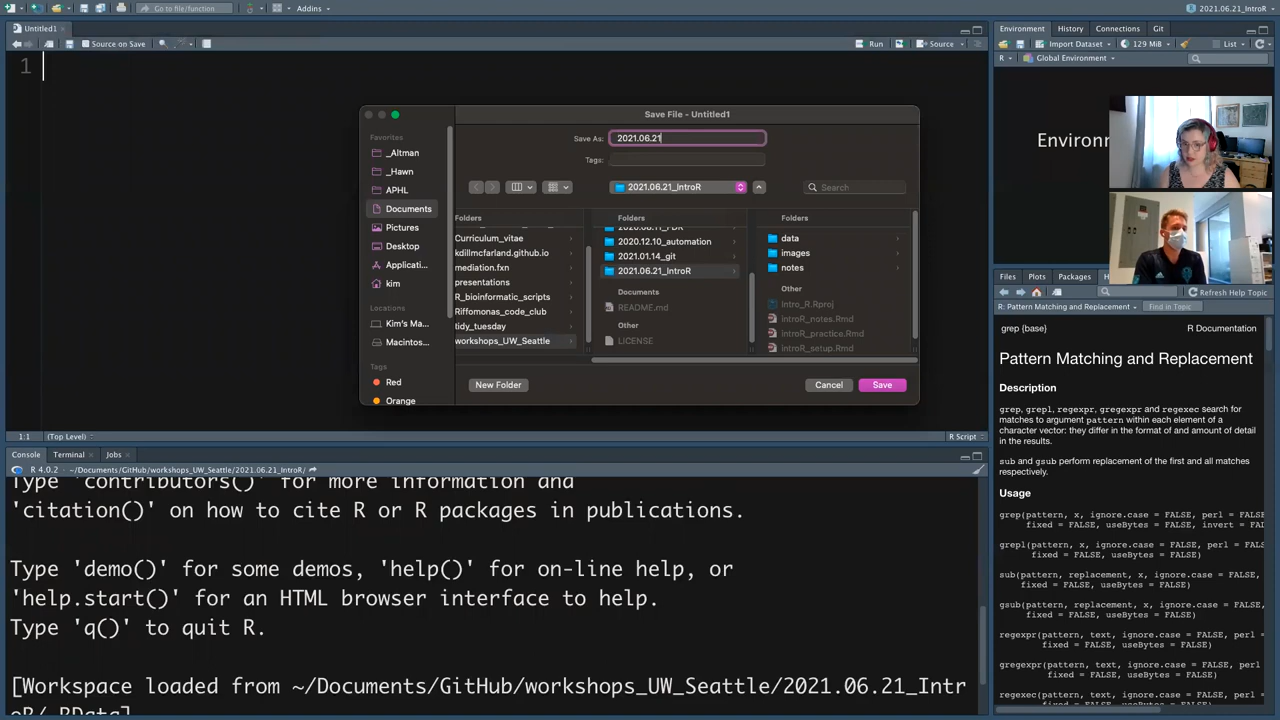 Go to file/function
Addins
2021.06.21_IntroR
Untitled1
Source on Save
Run
Source
1
Save File - Untitled1
Save As: 2021.06.21
Tags:
2021.06.21_IntroR
Search
Favorites
_Altman
_Hawn
APHL
Documents
Pictures
Desktop
Applicati...
kim
Locations
Kim's Ma...
Macintos...
Tags
Red
Orange
Folders
Curriculum_vitae
kdillmcfarland.github.io
mediation.fxn
presentations
R_bioinformatic_scripts
Riffomonas_code_club
tidy_tuesday
workshops_UW_Seattle
Folders
2020.12.10_automation
2021.01.14_git
2021.06.21_IntroR
Documents
README.md
Other
LICENSE
Folders
data
images
notes
Other
Intro_R.Rproj
IntroR_notes.Rmd
IntroR_practice.Rmd
IntroR_setup.Rmd
New Folder
Cancel
Save
1:1
(Top Level)
R Script
Console
Terminal
Jobs
R 4.0.2 · ~/Documents/GitHub/workshops_UW_Seattle/2021.06.21_IntroR/
Type 'contributors()' for more information and
'citation()' on how to cite R or R packages in publications.
Type 'demo()' for some demos, 'help()' for on-line help, or
'help.start()' for an HTML browser interface to help.
Type 'q()' to quit R.
[Workspace loaded from ~/Documents/GitHub/workshops_UW_Seattle/2021.06.21_Intr
oR/.RData]
Environment
History
Connections
Git
Import Dataset
129 MiB
List
R
Global Environment
Environ
Files
Plots
Packages
Refresh Help Topic
R: Pattern Matching and Replacement
Find in Topic
grep {base}
R Documentation
Pattern Matching and Replacement
Description
grep, grepl, regexpr, gregexpr and regexec search for
matches to argument pattern within each element of a
character vector: they differ in the format of and amount of detail
in the results.
sub and gsub perform replacement of the first and all matches
respectively.
Usage
grep(pattern, x, ignore.case = FALSE, perl = FALSE
fixed = FALSE, useBytes = FALSE, invert = FAL
grepl(pattern, x, ignore.case = FALSE, perl = FALS
fixed = FALSE, useBytes = FALSE)
sub(pattern, replacement, x, ignore.case = FALSE,
fixed = FALSE, useBytes = FALSE)
gsub(pattern, replacement, x, ignore.case = FALSE,
fixed = FALSE, useBytes = FALSE)
regexpr(pattern, text, ignore.case = FALSE, perl =
fixed = FALSE, useBytes = FALSE)
gregexpr(pattern, text, ignore.case = FALSE, perl
fixed = FALSE, useBytes = FALSE)
regexec(pattern, text, ignore.case = FALSE, perl =